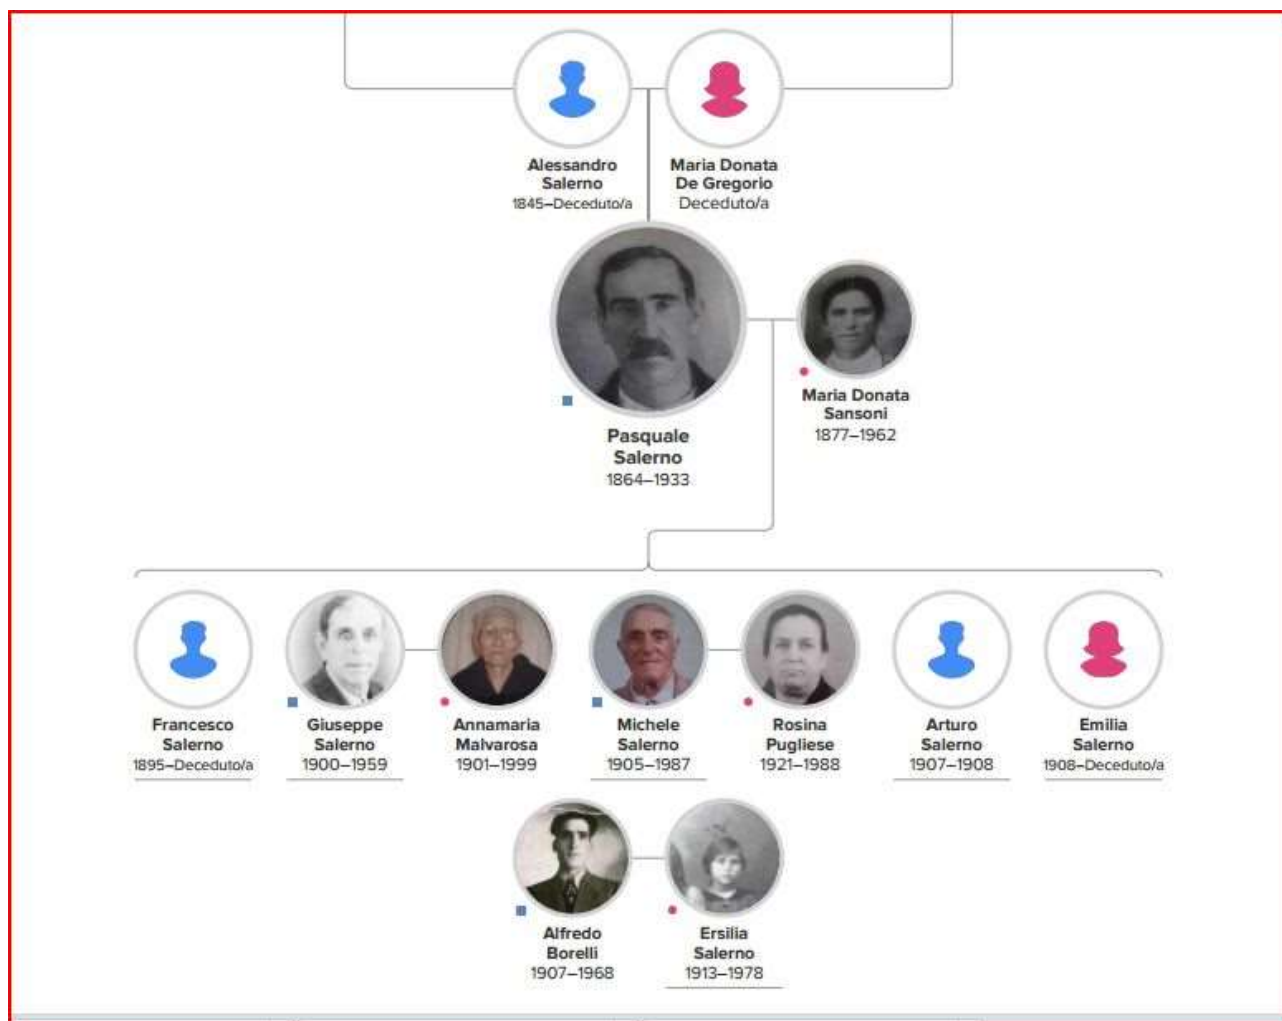 Alessandro
Salerno
1845–Deceduto/a
Maria Donata
De Gregorio
Deceduto/a
Pasquale
Salerno
1864–1933
Maria Donata
Sansoni
1877–1962
Francesco
Salerno
1895–Deceduto/a
Giuseppe
Salerno
1900–1959
Annamaria
Malvarosa
1901–1999
Michele
Salerno
1905–1987
Rosina
Pugliese
1921–1988
Arturo
Salerno
1907–1908
Emilia
Salerno
1908–Deceduto/a
Alfredo
Borelli
1907–1968
Ersilia
Salerno
1913–1978